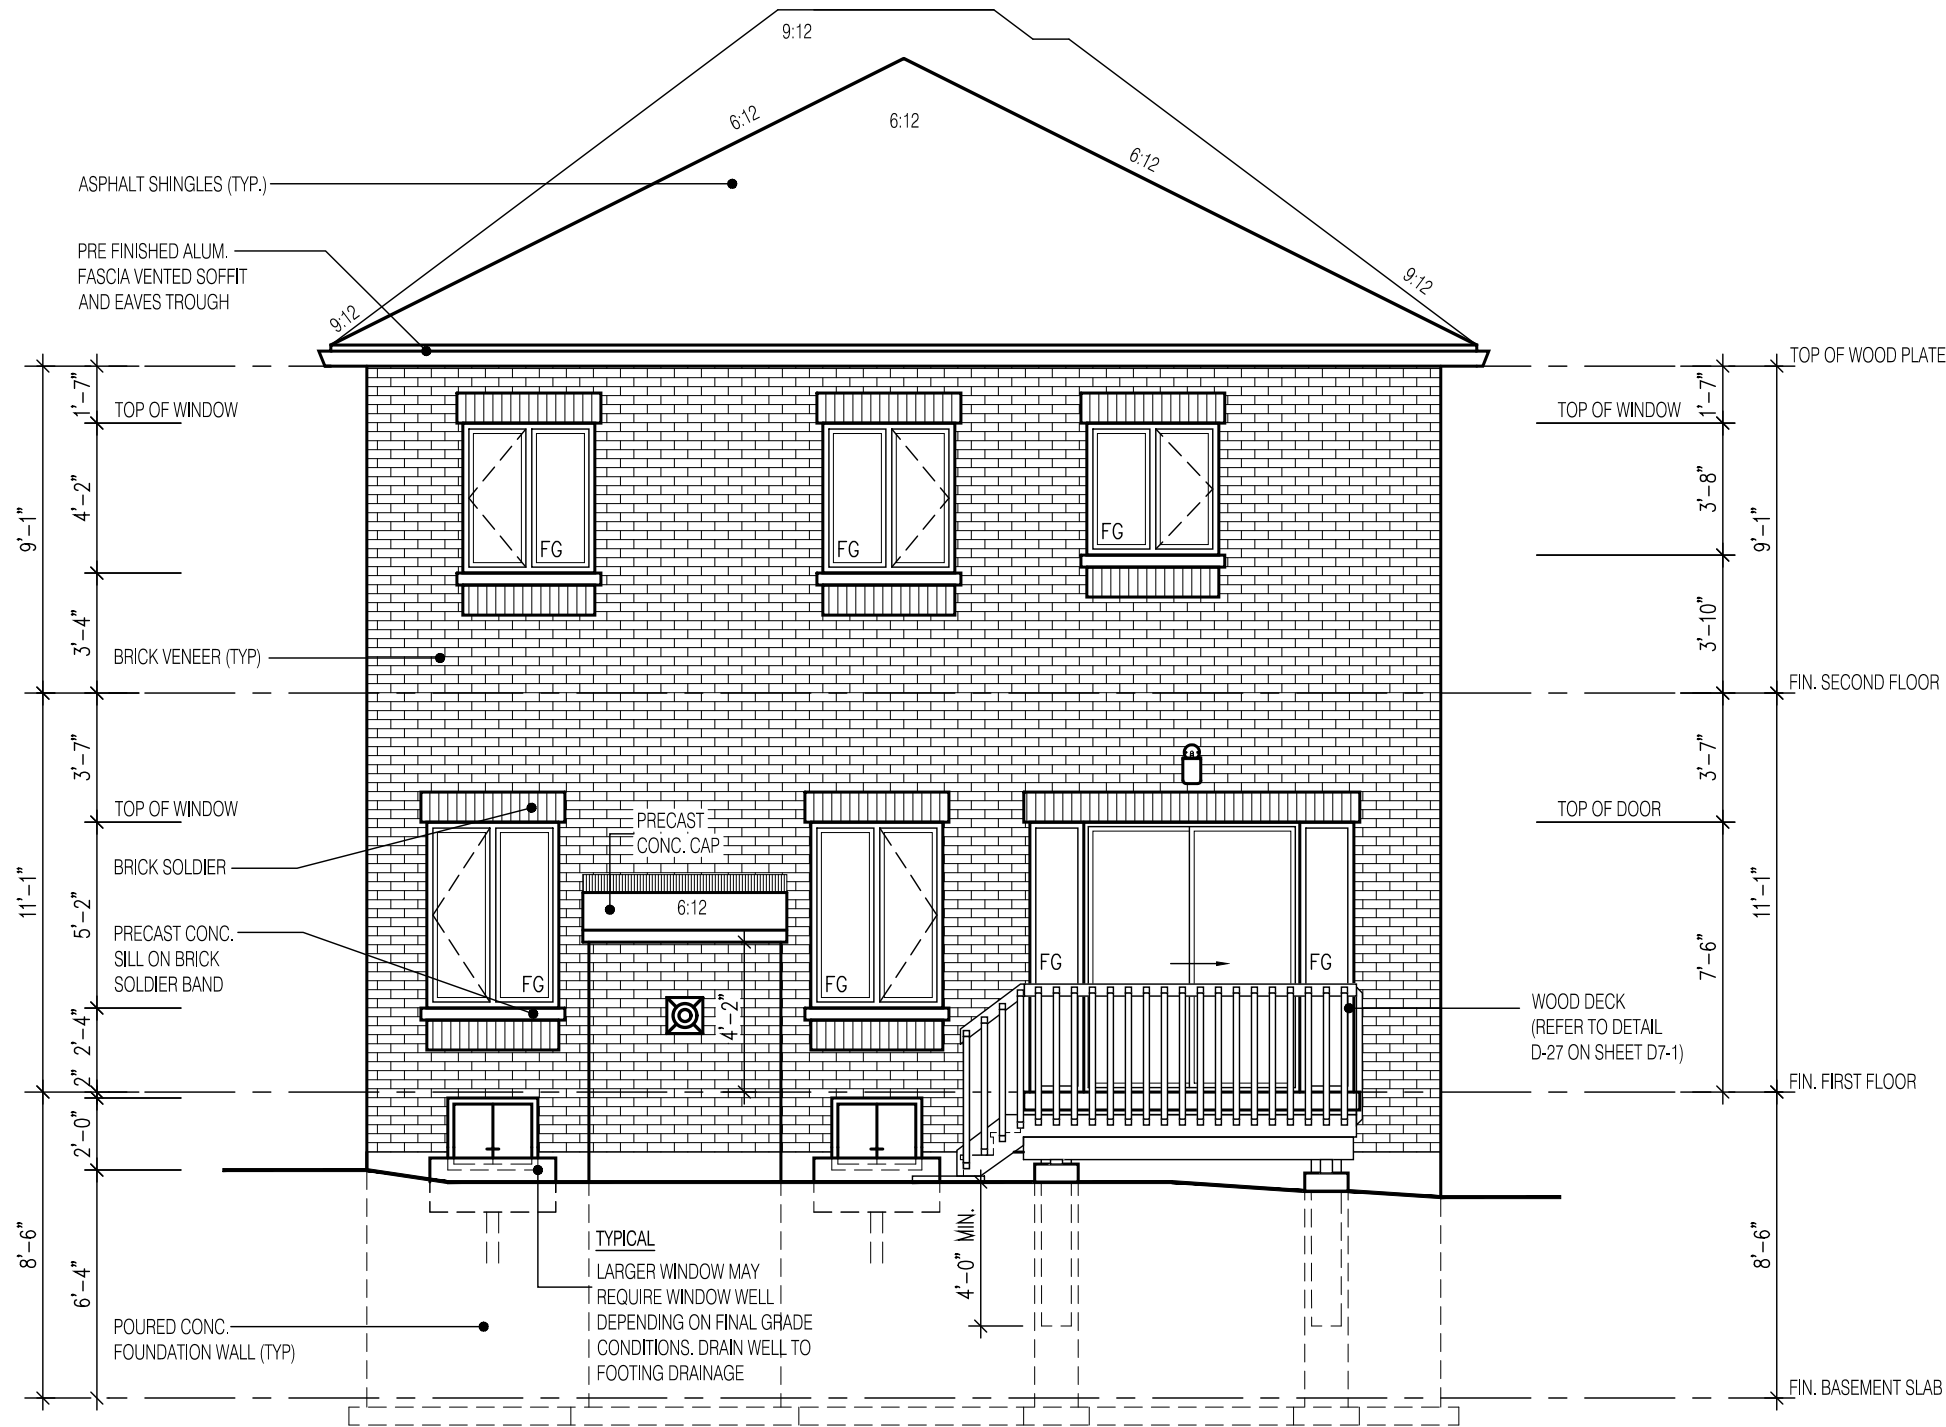 9:12
6:12
6:12
6:12
ASPHALT SHINGLES (TYP.)
PRE FINISHED ALUM.
FASCIA VENTED SOFFIT
AND EAVES TROUGH
9:12
9:12
TOP OF WOOD PLATE
1'-7"
TOP OF WINDOW
TOP OF WINDOW
1'-7"
4'-2"
3'-8"
9'-1"
9'-1"
FG
FG
FG
3'-4"
3'-10"
BRICK VENEER (TYP)
FIN. SECOND FLOOR
3'-7"
3'-7"
TOP OF WINDOW
TOP OF DOOR
PRECAST
CONC. CAP
BRICK SOLDIER
11'-1"
11'-1"
6:12
5'-2"
7'-6"
PRECAST CONC.
SILL ON BRICK
SOLDIER BAND
FG
FG
FG
FG
4'-2"
WOOD DECK
(REFER TO DETAIL
D-27 ON SHEET D7-1)
2'-4"
2"
FIN. FIRST FLOOR
2'-0"
8'-6"
8'-6"
6'-4"
4'-0" MIN.
TYPICAL
LARGER WINDOW MAY
REQUIRE WINDOW WELL
DEPENDING ON FINAL GRADE
CONDITIONS. DRAIN WELL TO
FOOTING DRAINAGE
POURED CONC.
FOUNDATION WALL (TYP)
FIN. BASEMENT SLAB